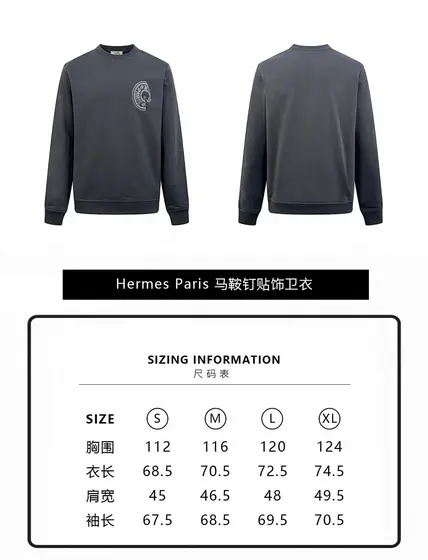 Hermes Paris 马鞍钉贴饰卫衣
SIZING INFORMATION
尺码表
SIZE S M L XL
胸围 112 116 120 124
衣长 68.5 70.5 72.5 74.5
肩宽 45 46.5 48 49.5
袖长 67.5 68.5 69.5 70.5